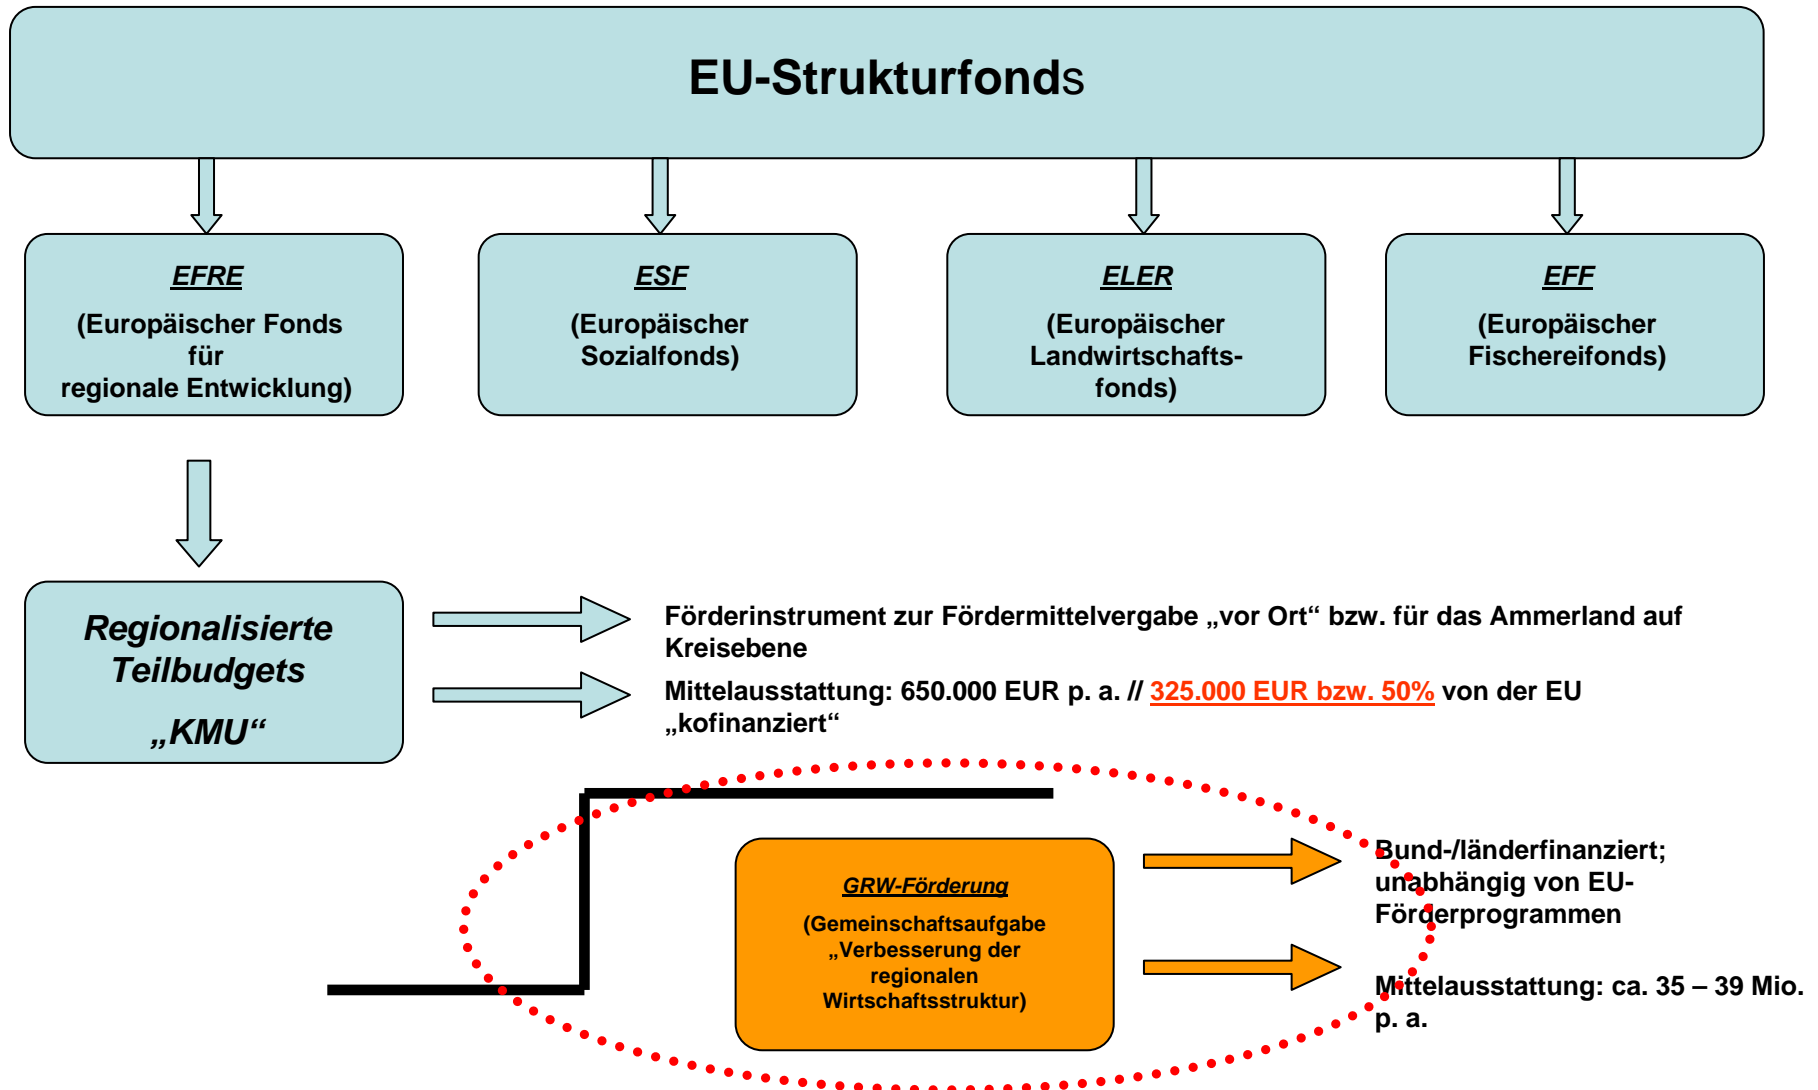 EU-Strukturfonds
EFRE
(Europäischer Fonds
für
regionale Entwicklung)
ESF
(Europäischer
Sozialfonds)
ELER
(Europäischer
Landwirtschafts-
fonds)
EFF
(Europäischer
Fischereifonds)
Regionalisierte
Teilbudgets
„KMU“
Förderinstrument zur Fördermittelvergabe „vor Ort“ bzw. für das Ammerland auf
Kreisebene
Mittelausstattung: 650.000 EUR p. a. // 325.000 EUR bzw. 50% von der EU
„kofinanziert“
GRW-Förderung
(Gemeinschaftsaufgabe
„Verbesserung der
regionalen
Wirtschaftsstruktur)
Bund-/länderfinanziert;
unabhängig von EU-
Förderprogrammen
Mittelausstattung: ca. 35 – 39 Mio.
p. a.